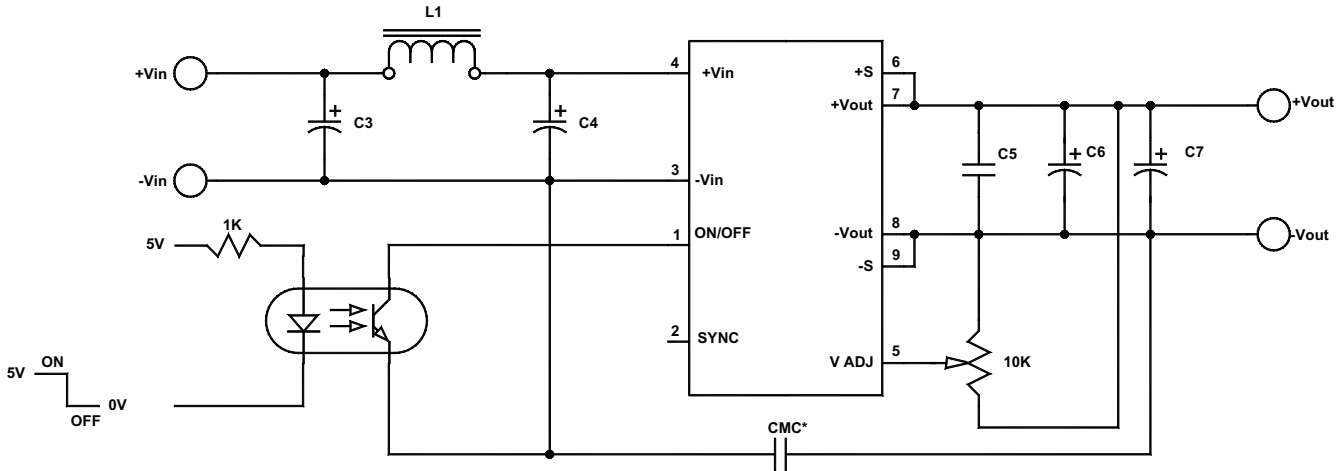 L1
+Vin
4
+Vin
+S
6
+Vout
7
+Vout
+
C3
+
C4
C5
+
C6
+
C7
-Vin
3
-Vin
1K
5V
1
ON/OFF
-Vout
8
-Vout
-S
9
2
SYNC
V ADJ
5
10K
5V
ON
OFF
0V
CMC*